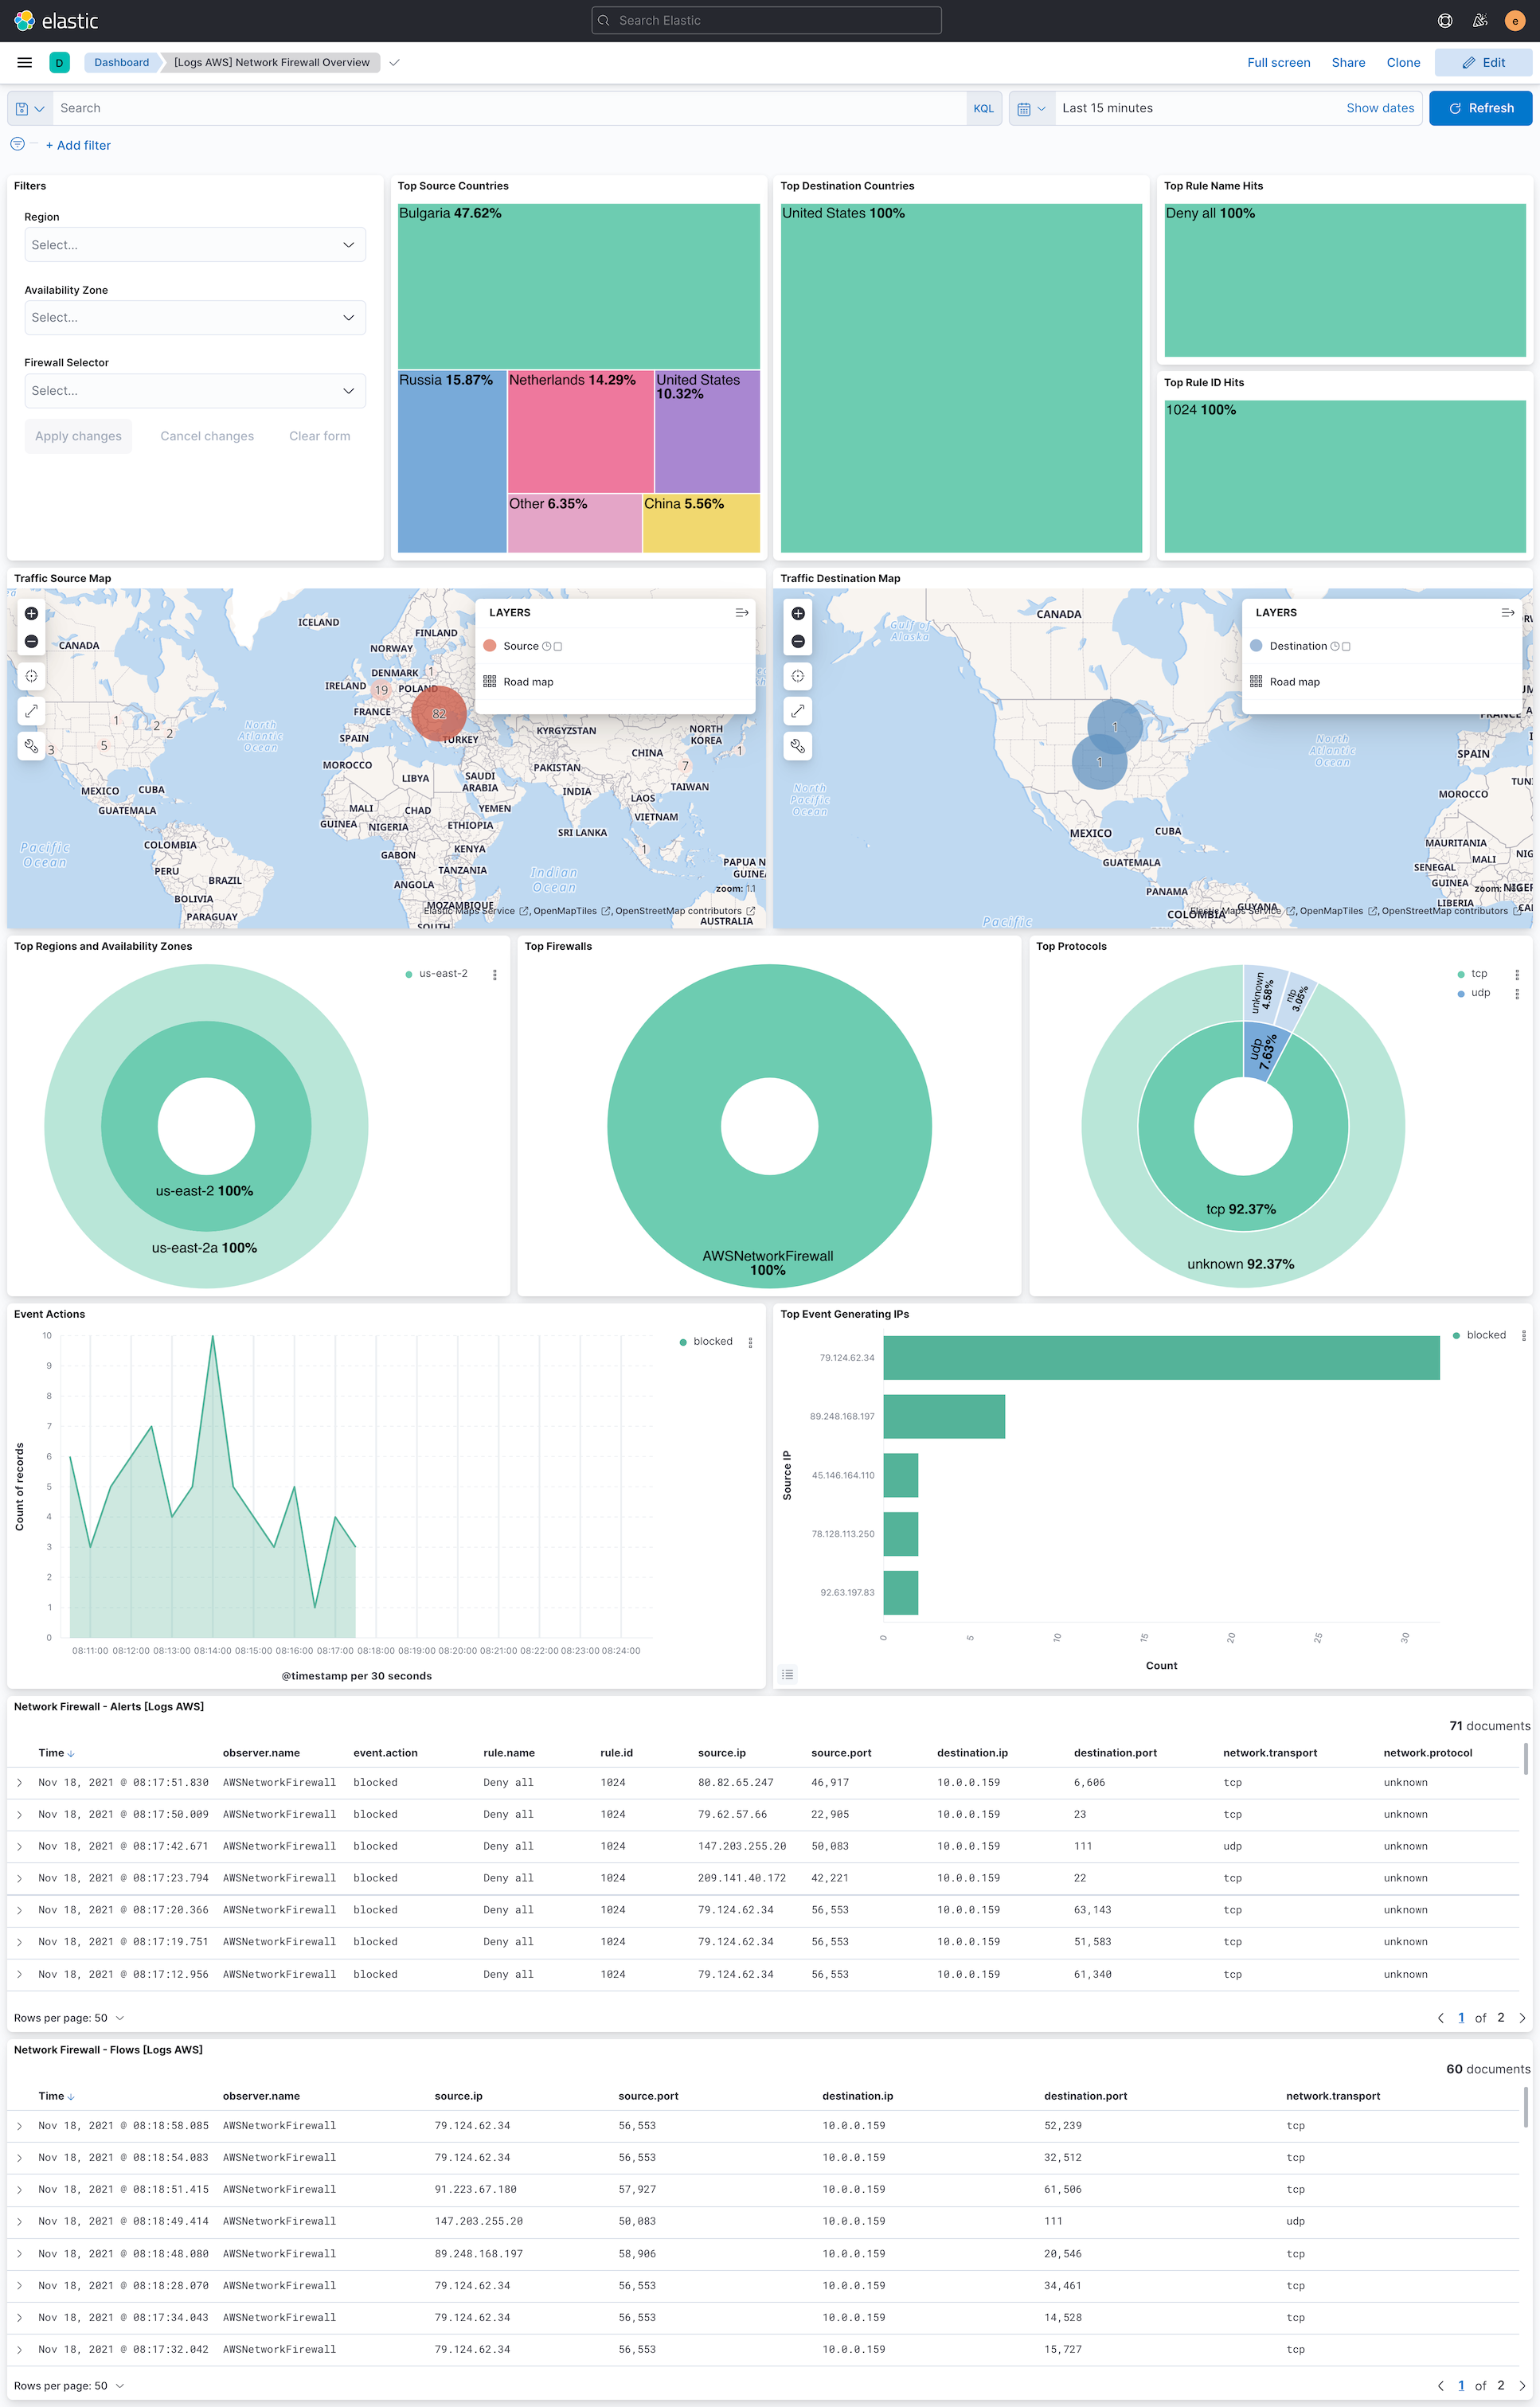 elastic
Search Elastic
e
D
Dashboard
[Logs AWS] Network Firewall Overview
Full screen
Share
Clone
Edit
Search
KQL
Last 15 minutes
Show dates
Refresh
+ Add filter
Filters
Region
Select...
Availability Zone
Select...
Firewall Selector
Select...
Apply changes
Cancel changes
Clear form
Top Source Countries
Bulgaria 47.62%
Russia 15.87%
Netherlands 14.29%
United States
10.32%
Other 6.35%
China 5.56%
Top Destination Countries
United States 100%
Top Rule Name Hits
Deny all 100%
Top Rule ID Hits
1024 100%
Traffic Source Map
LAYERS
Source
Road map
ICELAND
FINLAND
NORWAY
CANADA
DENMARK
1
IRELAND
19
POLAND
82
FRANCE
1
2
2
3
5
North
Atlantic
Ocean
SPAIN
TURKEY
KYRGYZSTAN
NORTH
KOREA
1
CHINA
MOROCCO
PAKISTAN
7
LIBYA
SAUDI
ARABIA
MEXICO
CUBA
INDIA
TAIWAN
LAOS
GUATEMALA
MALI
CHAD
YEMEN
VIETNAM
GUINEA
NIGERIA
ETHIOPIA
SRI LANKA
Pacific
Ocean
COLOMBIA
GABON
KENYA
1
PERU
BRAZIL
TANZANIA
Indian
Ocean
PAPUA N
GUINEA
ANGOLA
zoom: 1.1
BOLIVIA
MOZAMBIQUE
PARAGUAY
Elastic Maps Service , OpenMapTiles , OpenStreetMap contributors
SOUTH
AUSTRALIA
Traffic Destination Map
LAYERS
Destination
Road map
CANADA
Gulf of
Alaska
1
1
FRANCE
North
Atlantic
Ocean
SPAIN
North
Pacific
Ocean
MOROCCO
MEXICO
CUBA
MAURITANIA
GUATEMALA
MALI
SENEGAL
PANAMA
GUINEA
zoom:
GUYANA
LIBERIA
COLOMBIA
Elastic Maps Service , OpenMapTiles , OpenStreetMap contributors
Pacific
Top Regions and Availability Zones
us-east-2
us-east-2 100%
us-east-2a 100%
Top Firewalls
AWSNetworkFirewall
100%
Top Protocols
tcp
udp
unknown
4.58%
ntp
3.05%
udp
7.63%
tcp 92.37%
unknown 92.37%
Event Actions
blocked
Count of records
10
9
8
7
6
5
4
3
2
1
0
08:11:00 08:12:00 08:13:00 08:14:00 08:15:00 08:16:00 08:17:00 08:18:00 08:19:00 08:20:00 08:21:00 08:22:00 08:23:00 08:24:00
@timestamp per 30 seconds
Top Event Generating IPs
blocked
Source IP
79.124.62.34
89.248.168.197
45.146.164.110
78.128.113.250
92.63.197.83
0 5 10 15 20 25 30
Count
Network Firewall - Alerts [Logs AWS]
71 documents
Time observer.name event.action rule.name rule.id source.ip source.port destination.ip destination.port network.transport network.protocol
Nov 18, 2021 @ 08:17:51.830 AWSNetworkFirewall blocked Deny all 1024 80.82.65.247 46,917 10.0.0.159 6,606 tcp unknown
Nov 18, 2021 @ 08:17:50.009 AWSNetworkFirewall blocked Deny all 1024 79.62.57.66 22,905 10.0.0.159 23 tcp unknown
Nov 18, 2021 @ 08:17:42.671 AWSNetworkFirewall blocked Deny all 1024 147.203.255.20 50,083 10.0.0.159 111 udp unknown
Nov 18, 2021 @ 08:17:23.794 AWSNetworkFirewall blocked Deny all 1024 209.141.40.172 42,221 10.0.0.159 22 tcp unknown
Nov 18, 2021 @ 08:17:20.366 AWSNetworkFirewall blocked Deny all 1024 79.124.62.34 56,553 10.0.0.159 63,143 tcp unknown
Nov 18, 2021 @ 08:17:19.751 AWSNetworkFirewall blocked Deny all 1024 79.124.62.34 56,553 10.0.0.159 51,583 tcp unknown
Nov 18, 2021 @ 08:17:12.956 AWSNetworkFirewall blocked Deny all 1024 79.124.62.34 56,553 10.0.0.159 61,340 tcp unknown
Rows per page: 50
1 of 2
Network Firewall - Flows [Logs AWS]
60 documents
Time observer.name source.ip source.port destination.ip destination.port network.transport
Nov 18, 2021 @ 08:18:58.085 AWSNetworkFirewall 79.124.62.34 56,553 10.0.0.159 52,239 tcp
Nov 18, 2021 @ 08:18:54.083 AWSNetworkFirewall 79.124.62.34 56,553 10.0.0.159 32,512 tcp
Nov 18, 2021 @ 08:18:51.415 AWSNetworkFirewall 91.223.67.180 57,927 10.0.0.159 61,506 tcp
Nov 18, 2021 @ 08:18:49.414 AWSNetworkFirewall 147.203.255.20 50,083 10.0.0.159 111 udp
Nov 18, 2021 @ 08:18:48.080 AWSNetworkFirewall 89.248.168.197 58,906 10.0.0.159 20,546 tcp
Nov 18, 2021 @ 08:18:28.070 AWSNetworkFirewall 79.124.62.34 56,553 10.0.0.159 34,461 tcp
Nov 18, 2021 @ 08:17:34.043 AWSNetworkFirewall 79.124.62.34 56,553 10.0.0.159 14,528 tcp
Nov 18, 2021 @ 08:17:32.042 AWSNetworkFirewall 79.124.62.34 56,553 10.0.0.159 15,727 tcp
Rows per page: 50
1 of 2